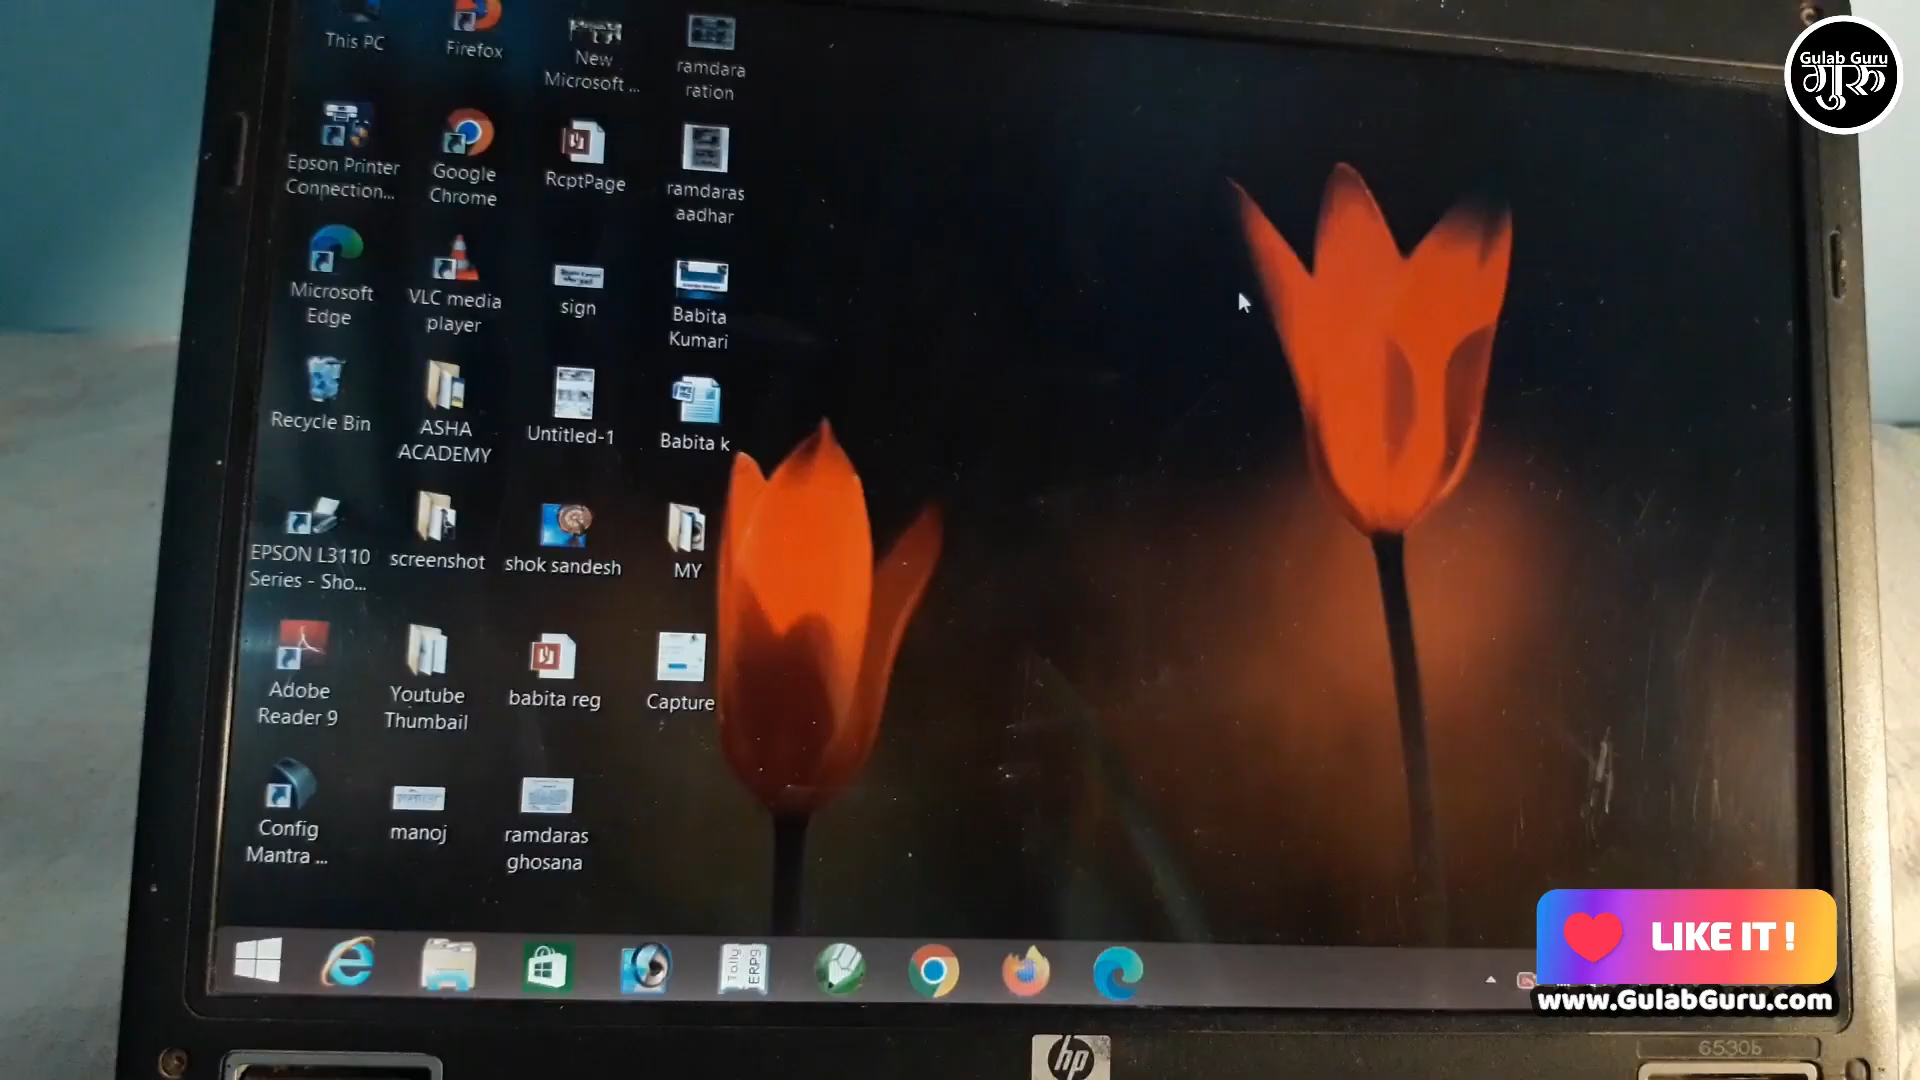 This PC
Firefox
New
Microsoft ...
ramdara
ration
Gulab Guru
गुरु
Epson Printer
Connection...
Google
Chrome
RcptPage
ramdaras
aadhar
Microsoft
Edge
VLC media
player
sign
Babita
Kumari
Recycle Bin
ASHA
ACADEMY
Untitled-1
Babita k
EPSON L3110
Series - Sho...
screenshot
shok sandesh
MY
Adobe
Reader 9
Youtube
Thumbail
babita reg
Capture
Config
Mantra ...
manoj
ramdaras
ghosana
Tally
ERP9
LIKE IT !
www.GulabGuru.com
hp
6530b